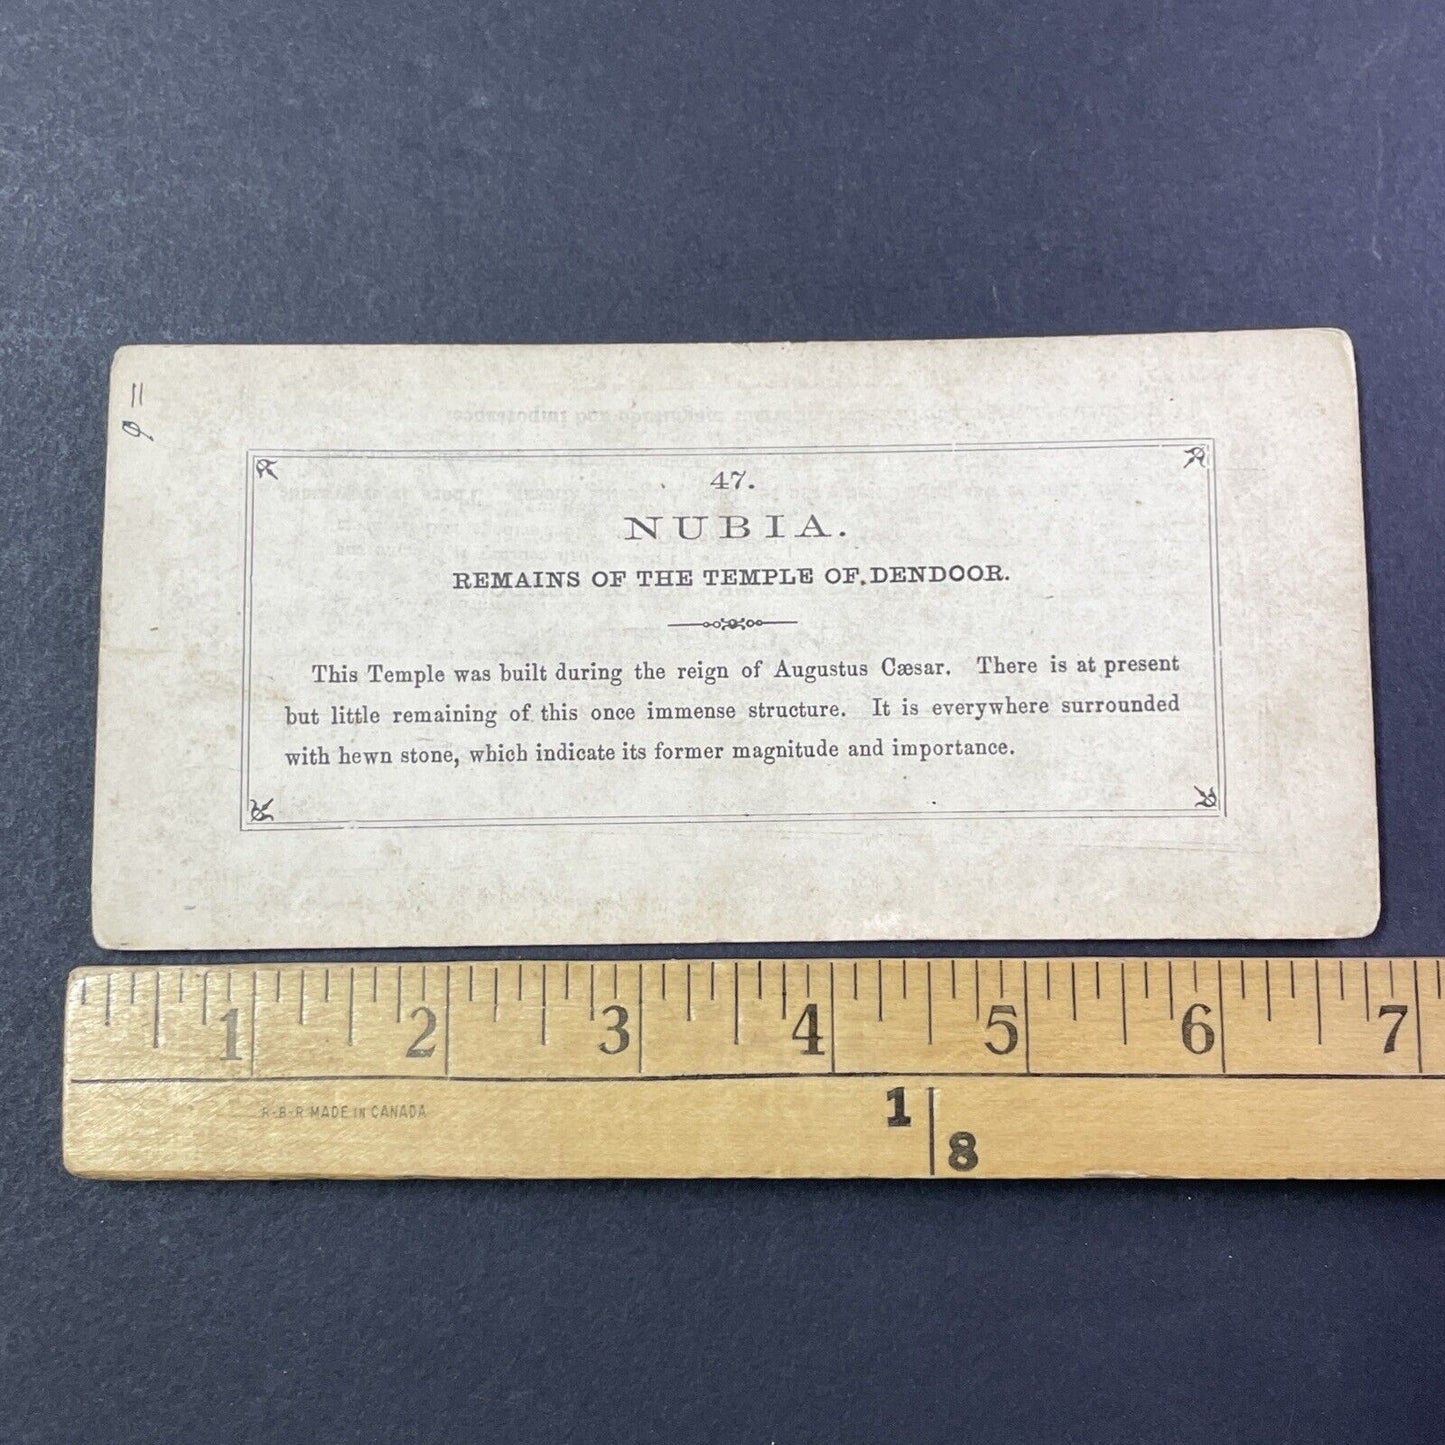 47.
NUBIA.
REMAINS OF THE TEMPLE OF DENDOOR.
This Temple was built during the reign of Augustus Cæsar. There is at present
but little remaining of this once immense structure. It is everywhere surrounded
with hewn stone, which indicate its former magnitude and importance.
1 2 3 4 5 6 7
R-B-R MADE IN CANADA
1
8